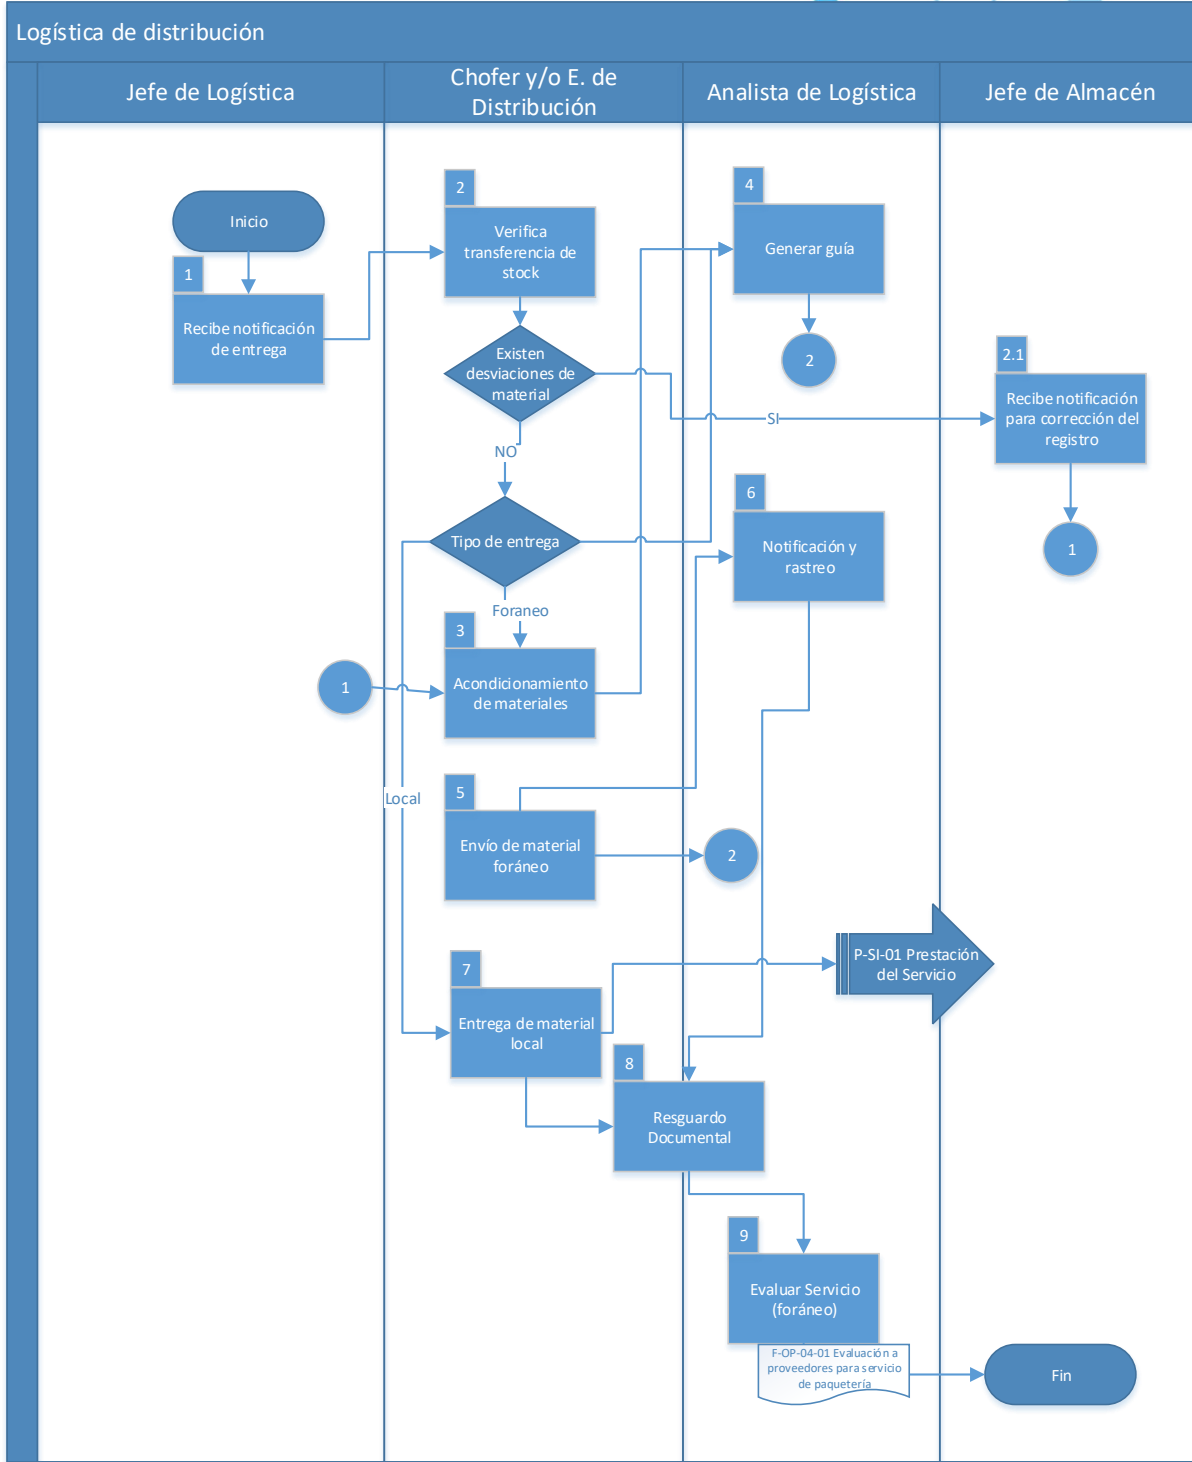 Logística de distribución
Jefe de Logística
Chofer y/o E. de
Distribución
Analista de Logística
Jefe de Almacén
Inicio
1
Recibe notificación
de entrega
2
Verifica
transferencia de
stock
4
Generar guía
2
Existen
desviaciones de
material
SI
2.1
Recibe notificación
para corrección del
registro
1
NO
Tipo de entrega
6
Notificación y
rastreo
Foraneo
3
Acondicionamiento
de materiales
1
Local
5
Envío de material
foráneo
2
P-SI-01 Prestación
del Servicio
7
Entrega de material
local
8
Resguardo
Documental
9
Evaluar Servicio
(foráneo)
F-OP-04-01 Evaluación a
proveedores para servicio
de paquetería
Fin